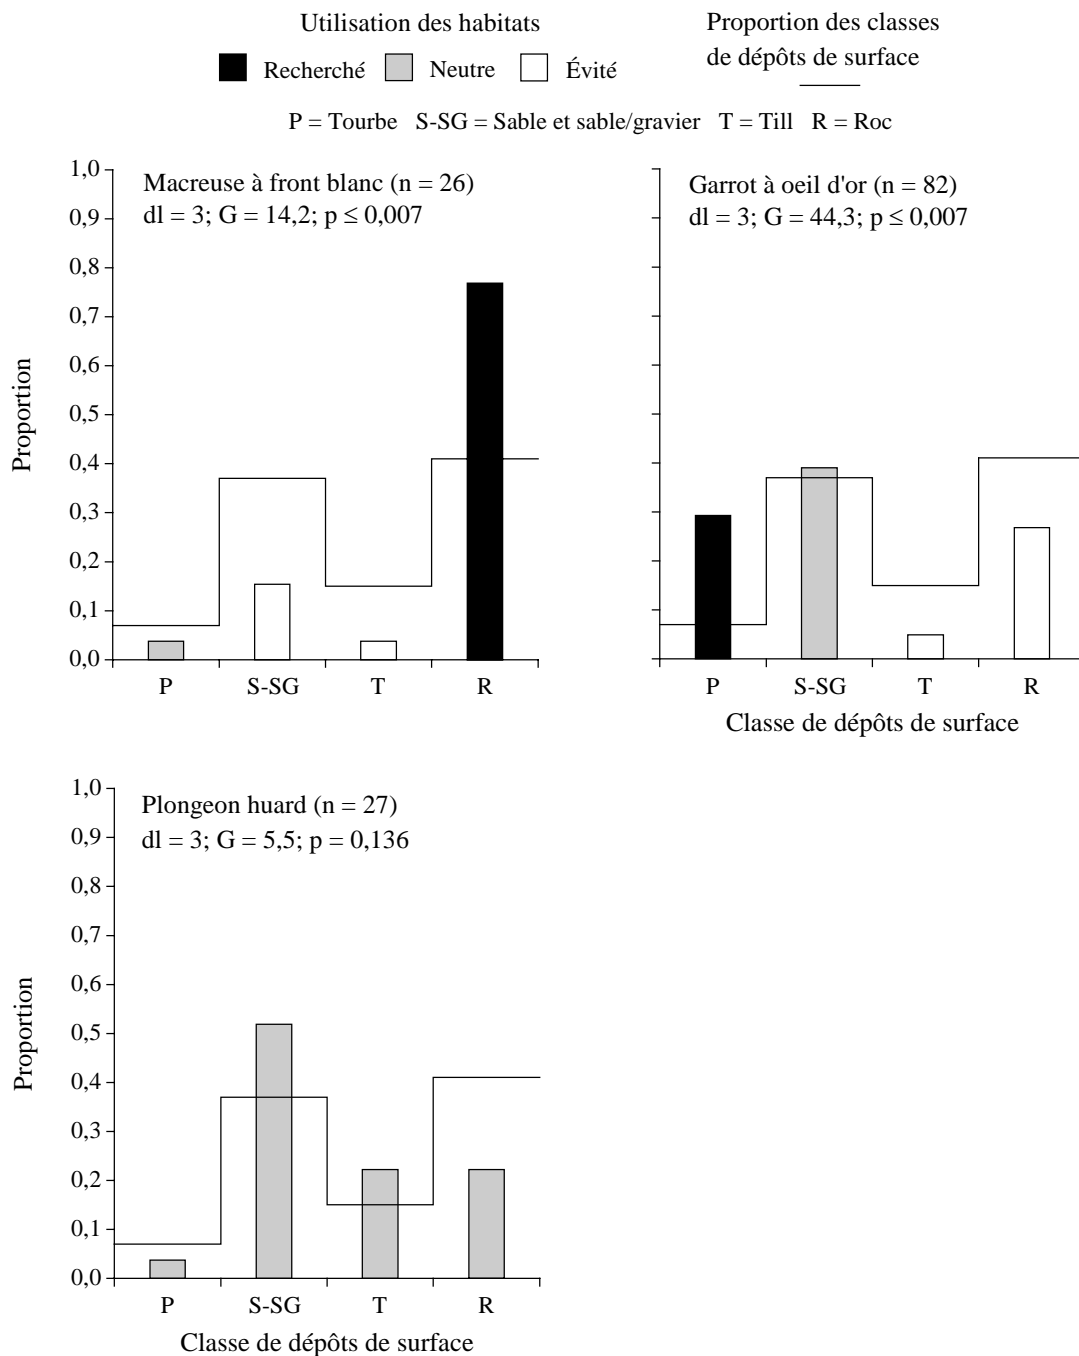 Utilisation des habitats
Recherché Neutre Évité
Proportion des classes
de dépôts de surface
P = Tourbe S-SG = Sable et sable/gravier T = Till R = Roc
Macreuse à front blanc (n = 26)
dl = 3; G = 14,2; p ≤ 0,007
1,0
0,9
0,8
0,7
0,6
0,5
0,4
0,3
0,2
0,1
0,0
Proportion
P S-SG T R
Garrot à oeil d'or (n = 82)
dl = 3; G = 44,3; p ≤ 0,007
P S-SG T R
Classe de dépôts de surface
Plongeon huard (n = 27)
dl = 3; G = 5,5; p = 0,136
1,0
0,9
0,8
0,7
0,6
0,5
0,4
0,3
0,2
0,1
0,0
Proportion
P S-SG T R
Classe de dépôts de surface